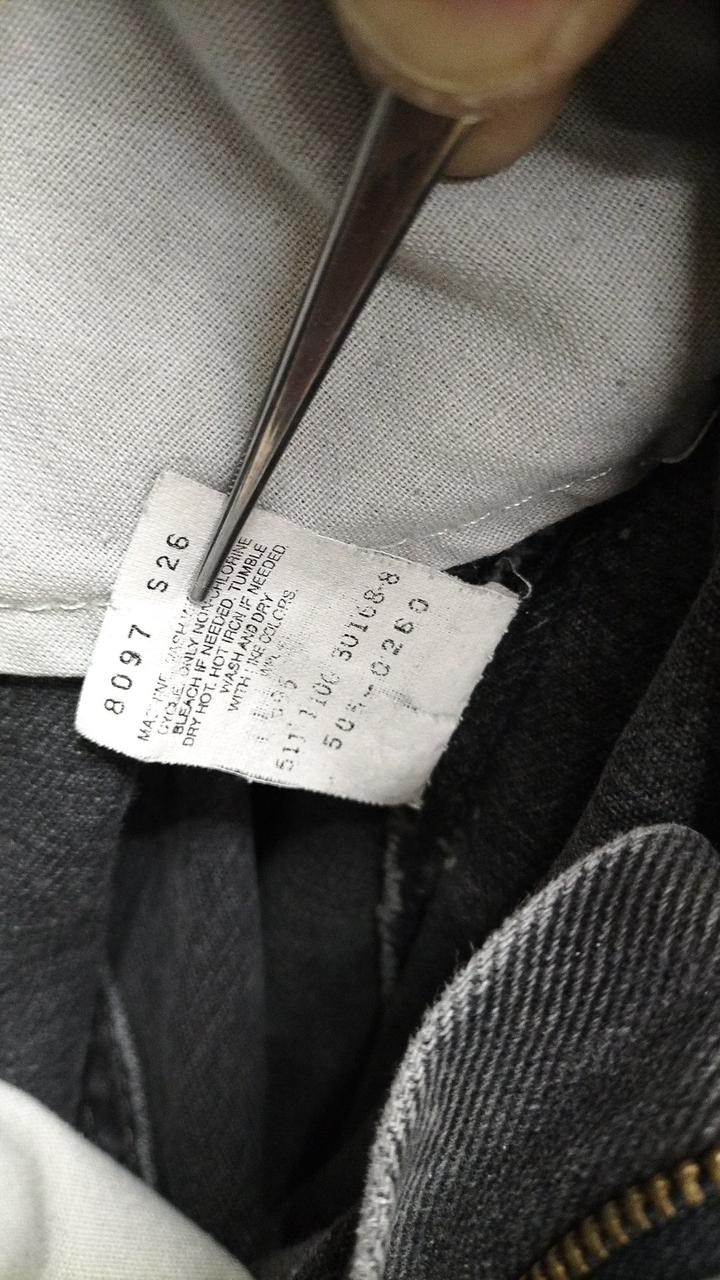 8097 S26
MACHINE WASH
CYCLE ONLY NON-CHLORINE
BLEACH IF NEEDED. TUMBLE
DRY HOT. HOT IRON IF NEEDED.
WASH AND DRY
WITH LIKE COLORS.
511 30168-8
505--0260